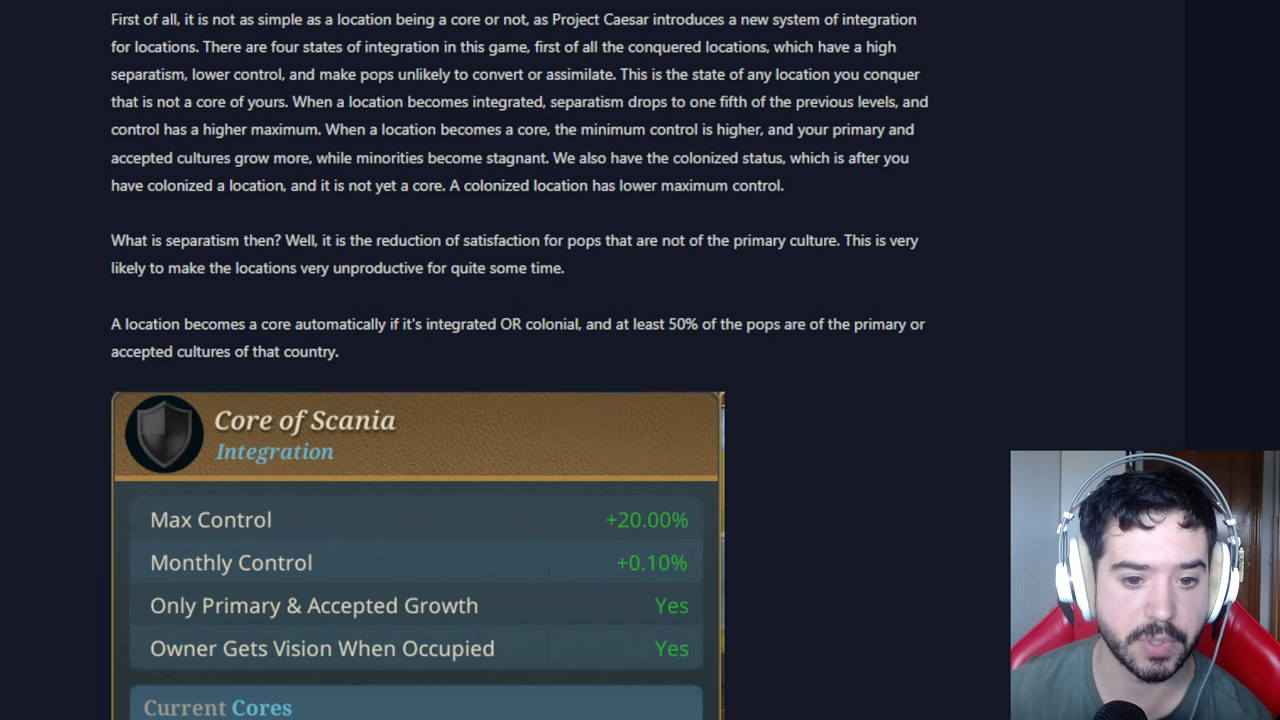 First of all, it is not as simple as a location being a core or not, as Project Caesar introduces a new system of integration
for locations. There are four states of integration in this game, first of all the conquered locations, which have a high
separatism, lower control, and make pops unlikely to convert or assimilate. This is the state of any location you conquer
that is not a core of yours. When a location becomes integrated, separatism drops to one fifth of the previous levels, and
control has a higher maximum. When a location becomes a core, the minimum control is higher, and your primary and
accepted cultures grow more, while minorities become stagnant. We also have the colonized status, which is after you
have colonized a location, and it is not yet a core. A colonized location has lower maximum control.
What is separatism then? Well, it is the reduction of satisfaction for pops that are not of the primary culture. This is very
likely to make the locations very unproductive for quite some time.
A location becomes a core automatically if it's integrated OR colonial, and at least 50% of the pops are of the primary or
accepted cultures of that country.
Core of Scania
Integration
Max Control +20.00%
Monthly Control +0.10%
Only Primary & Accepted Growth Yes
Owner Gets Vision When Occupied Yes
Current Cores